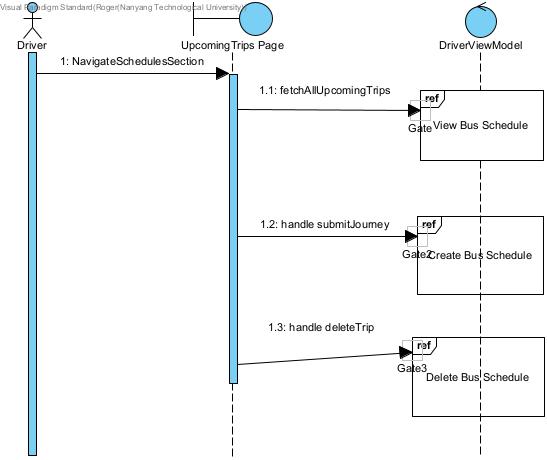 Visual Paradigm Standard(Roger(Nanyang Technological University))
Driver
UpcomingTrips Page
DriverViewModel
1: NavigateSchedulesSection
1.1: fetchAllUpcomingTrips
ref
Gate
View Bus Schedule
1.2: handle submitJourney
ref
Gate2
Create Bus Schedule
1.3: handle deleteTrip
ref
Gate3
Delete Bus Schedule